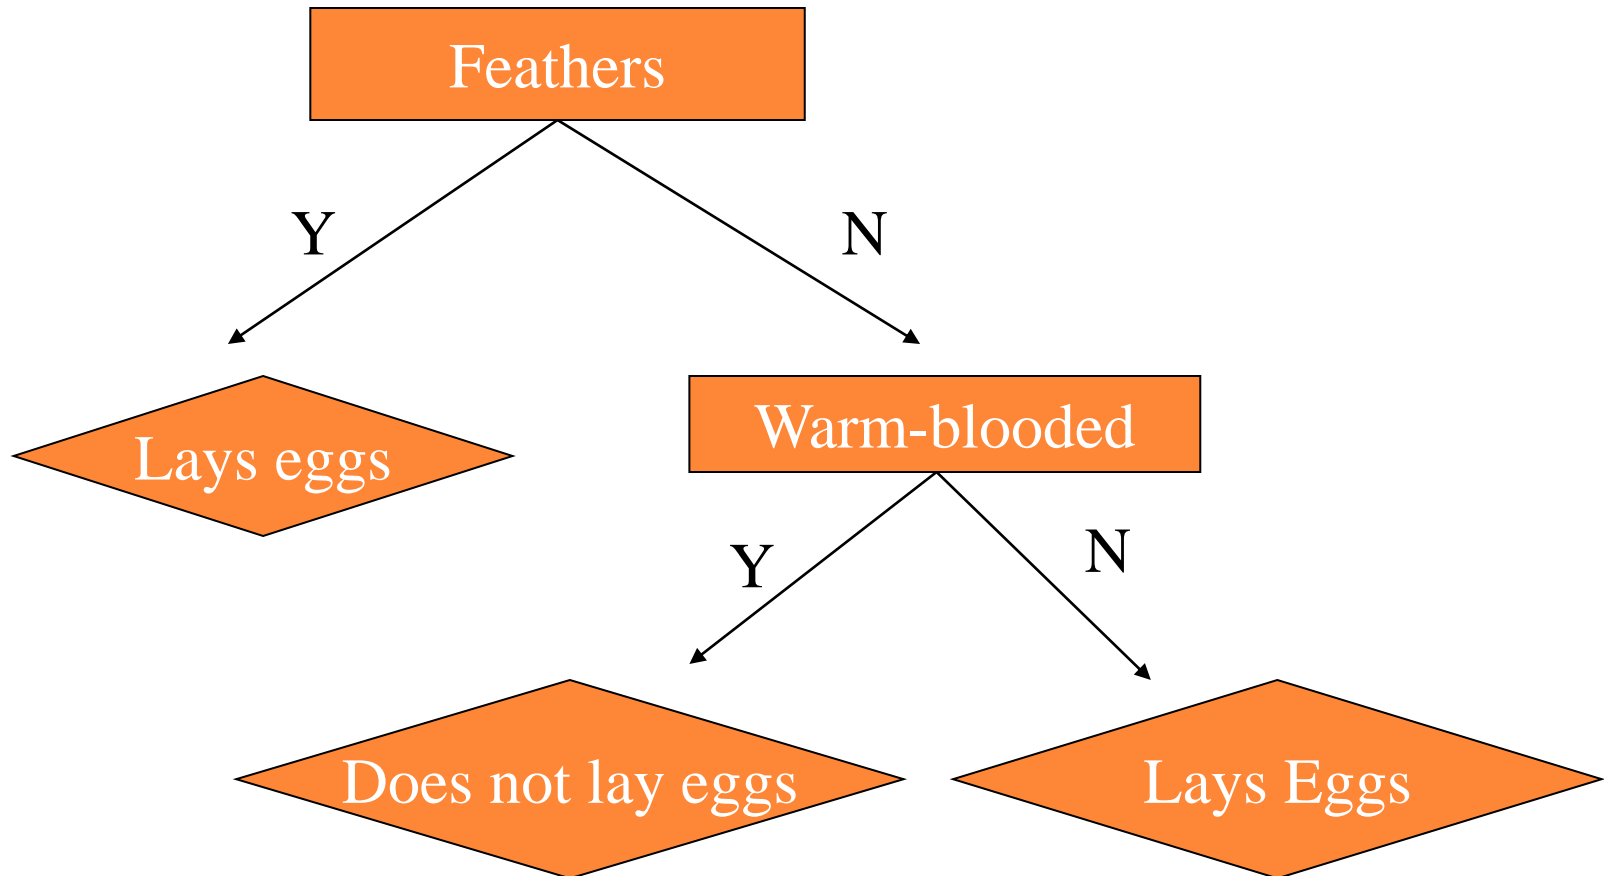 Feathers
Y
N
Lays eggs
Warm-blooded
Y
N
Does not lay eggs
Lays Eggs